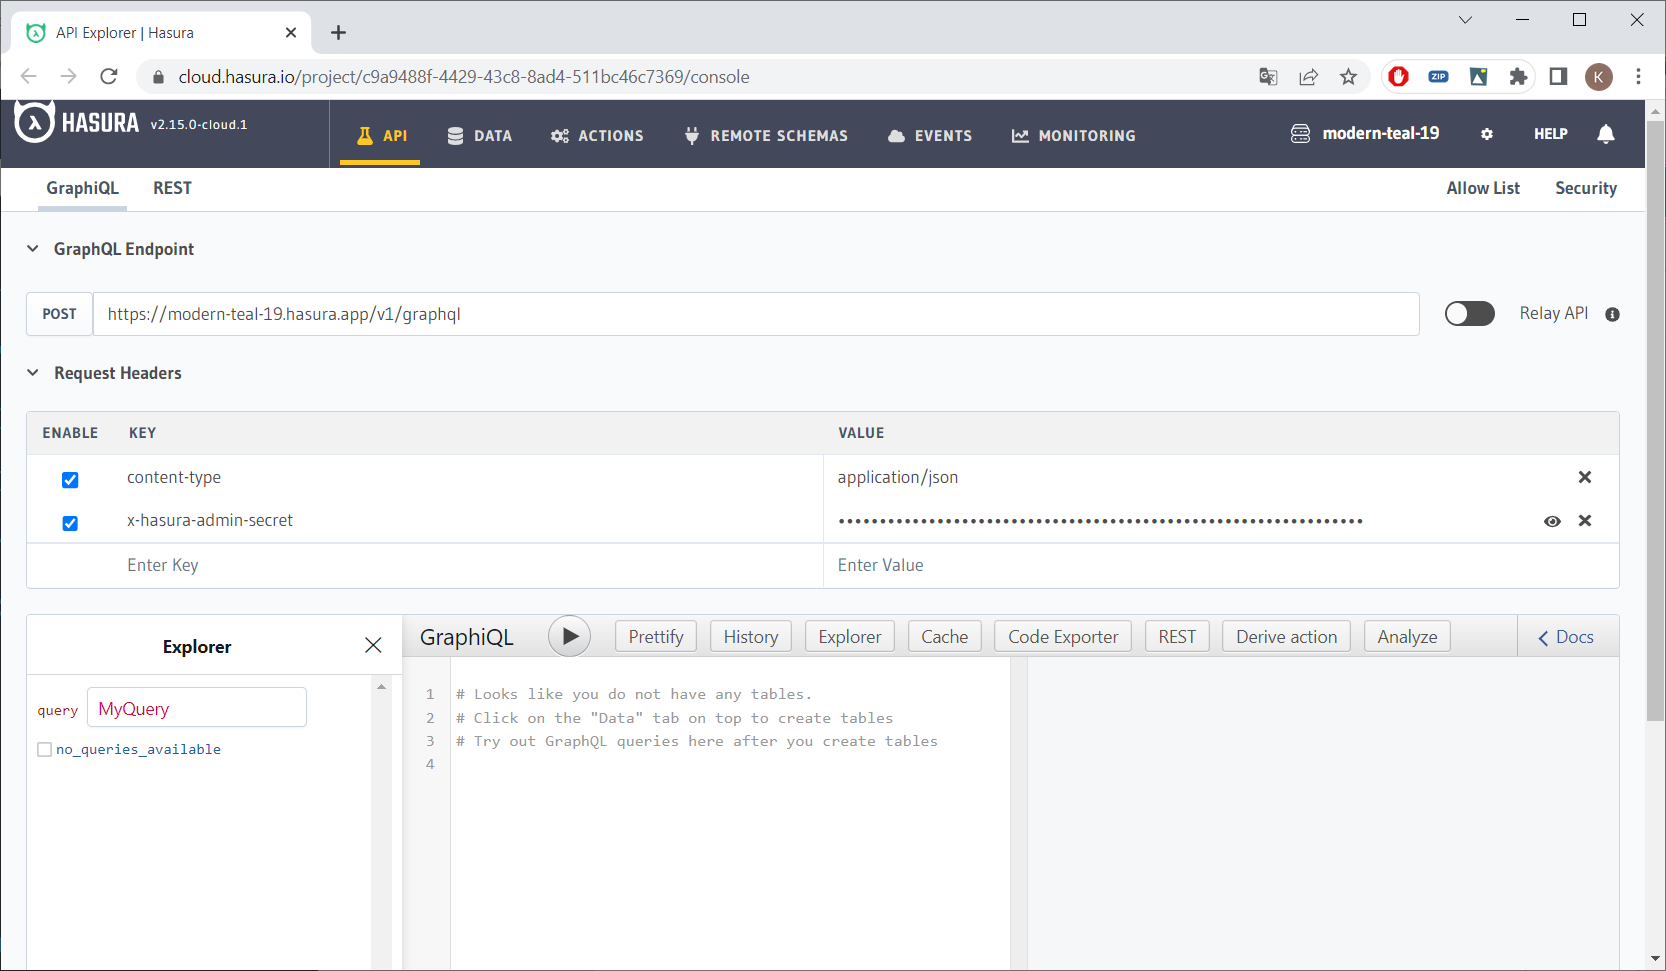 API Explorer | Hasura
cloud.hasura.io/project/c9a9488f-4429-43c8-8ad4-511bc46c7369/console
ZIP
K
HASURA v2.15.0-cloud.1
API DATA ACTIONS REMOTE SCHEMAS EVENTS MONITORING
modern-teal-19 HELP
GraphiQL REST
Allow List Security
GraphQL Endpoint
POST https://modern-teal-19.hasura.app/v1/graphql
Relay API
Request Headers
ENABLE KEY VALUE
content-type application/json
x-hasura-admin-secret ••••••••••••••••••••••••••••••••••••••••••••••••••••••••••••••••
Enter Key Enter Value
Explorer
GraphiQL Prettify History Explorer Cache Code Exporter REST Derive action Analyze Docs
query MyQuery
no_queries_available
1 # Looks like you do not have any tables.
2 # Click on the "Data" tab on top to create tables
3 # Try out GraphQL queries here after you create tables
4